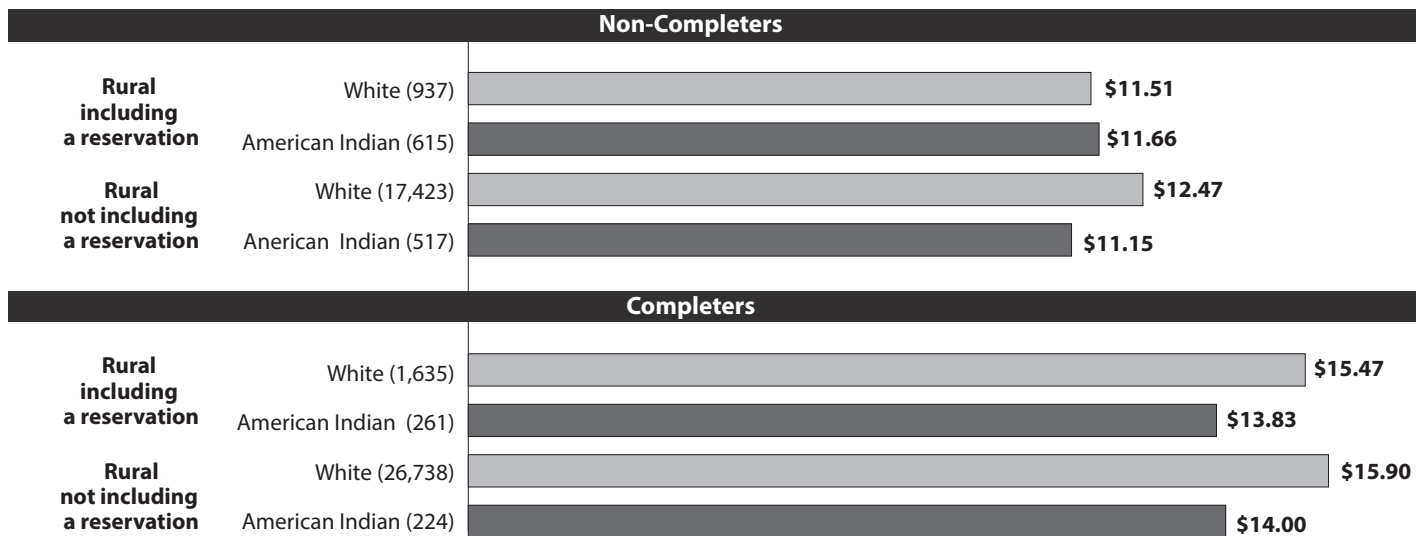 Non-Completers
Rural
including
a reservation
White (937)
$11.51
American Indian (615)
$11.66
Rural
not including
a reservation
White (17,423)
$12.47
Anerican  Indian (517)
$11.15
Completers
Rural
including
a reservation
White (1,635)
$15.47
American Indian  (261)
$13.83
Rural
not including
a reservation
White (26,738)
$15.90
American Indian (224)
$14.00